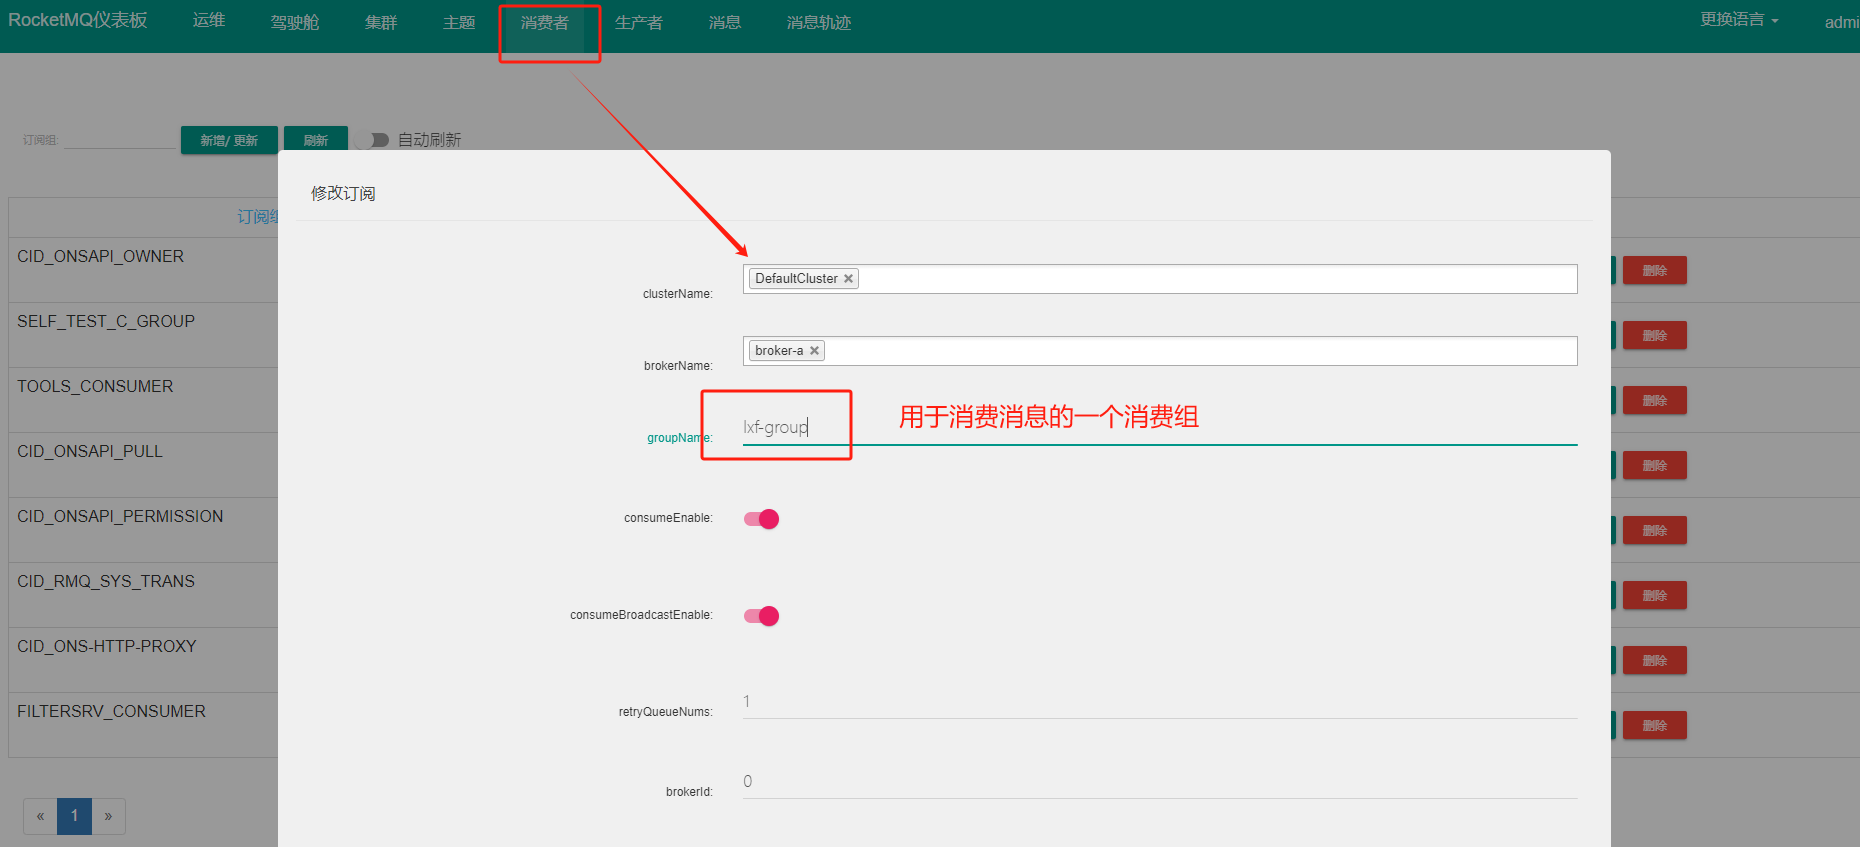 RocketMQ仪表板 运维 驾驶舱 集群 主题 消费者 生产者 消息 消息轨迹 更换语言 admi
订阅组: 新增/ 更新 刷新 自动刷新
修改订阅
订阅组
CID_ONSAPI_OWNER 删除
clusterName: DefaultCluster
SELF_TEST_C_GROUP 删除
brokerName: broker-a
TOOLS_CONSUMER 删除
groupName: lxf-group 用于消费消息的一个消费组
CID_ONSAPI_PULL 删除
CID_ONSAPI_PERMISSION 删除
consumeEnable:
CID_RMQ_SYS_TRANS 删除
consumeBroadcastEnable:
CID_ONS-HTTP-PROXY 删除
retryQueueNums: 1
FILTERSRV_CONSUMER 删除
brokerId: 0
« 1 »